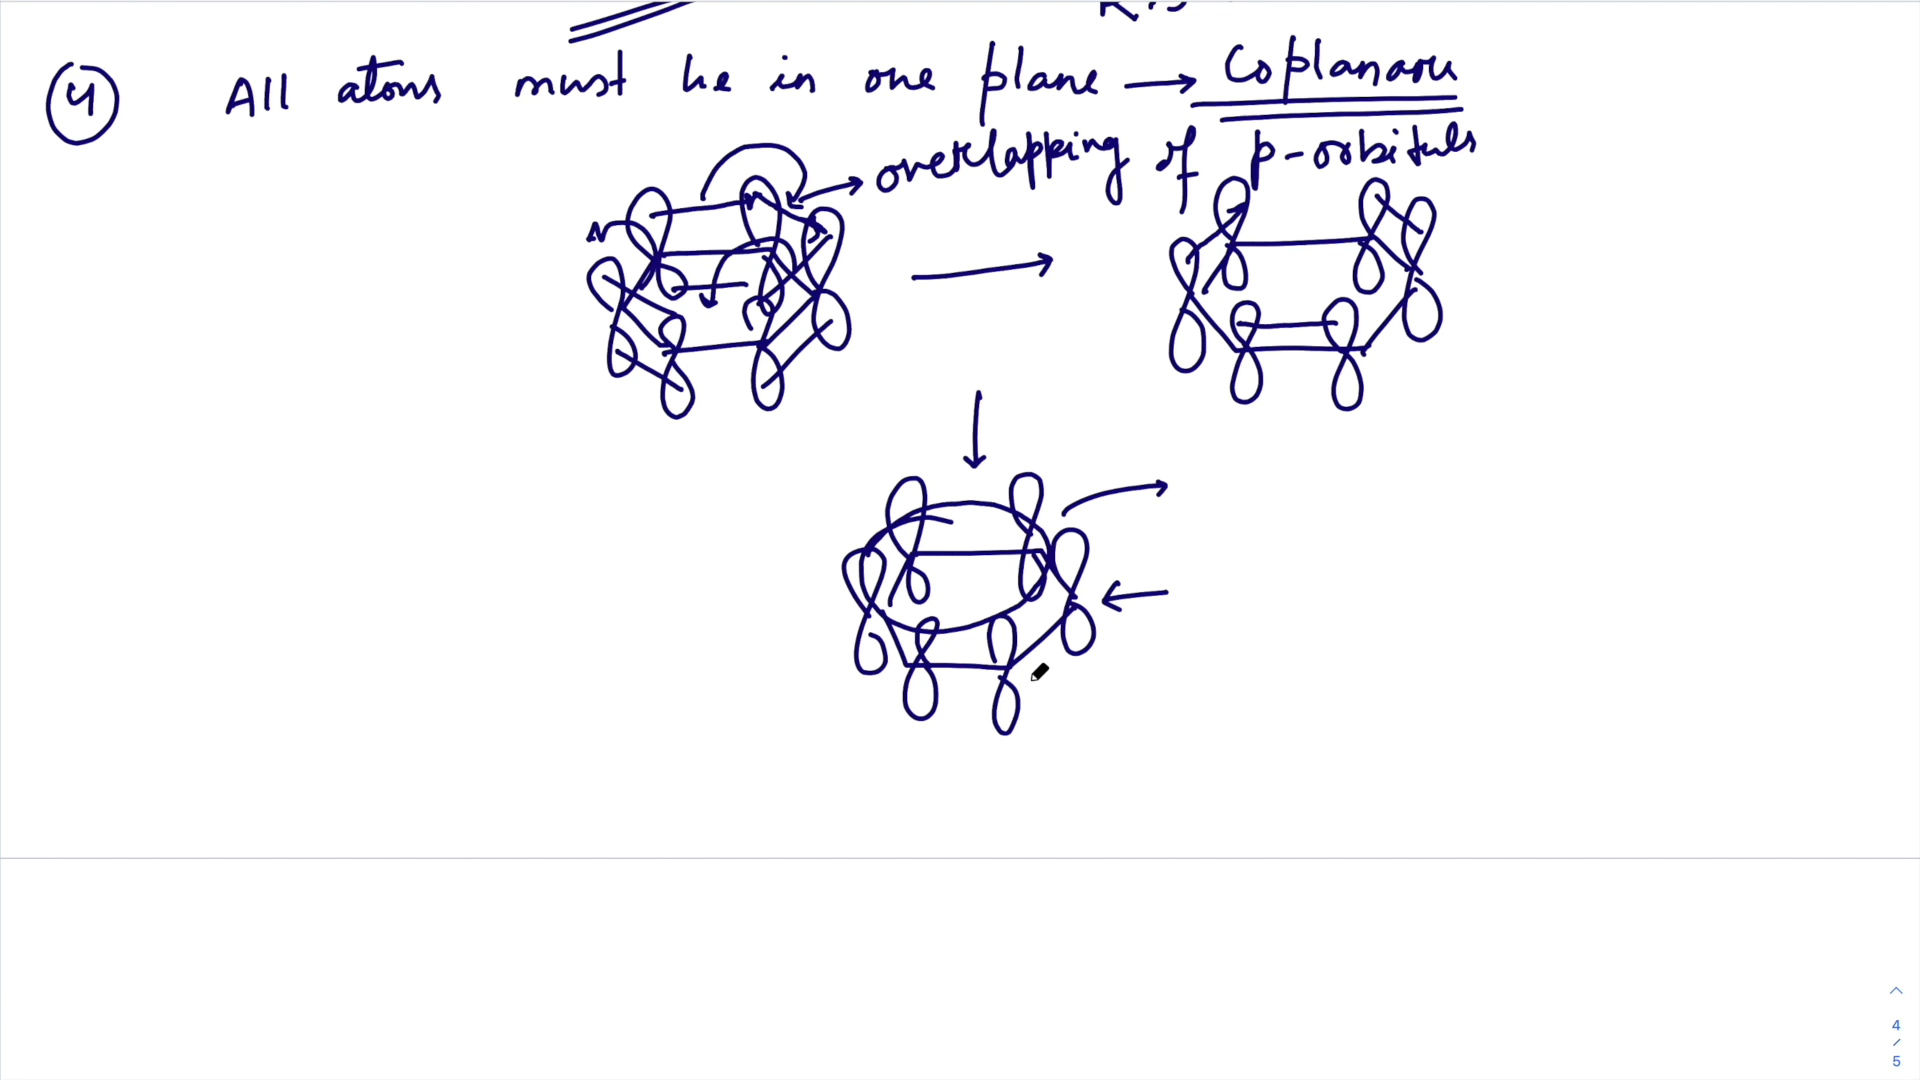 ④ All atoms must be in one plane → Coplanar
overlapping of p-orbitals
4
/
5